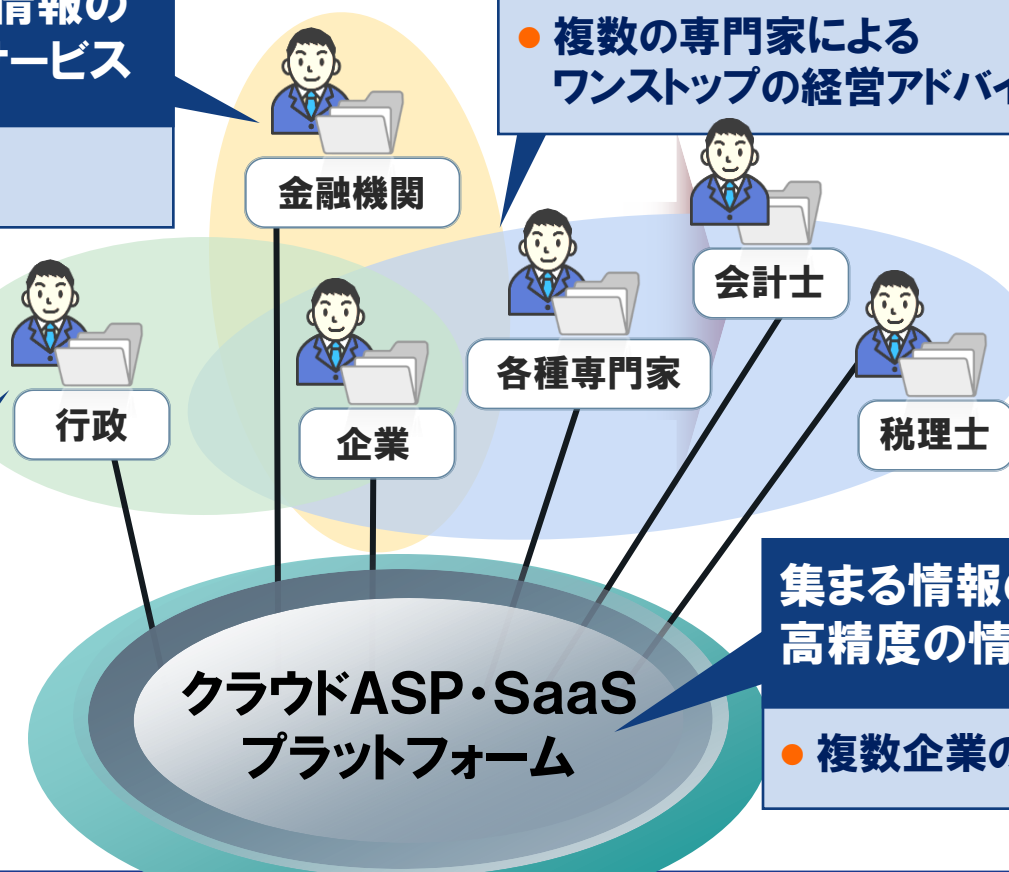 情報の
ービス
複数の専門家による
ワンストップの経営アドバイ
金融機関
会計士
各種専門家
行政
企業
税理士
集まる情報の
高精度の情
クラウドASP・SaaS
プラットフォーム
複数企業の